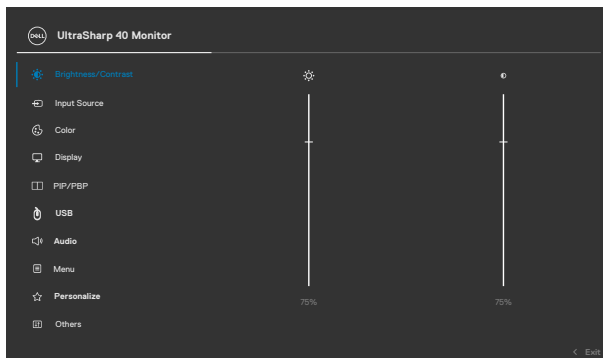 DELL UltraSharp 40 Monitor
Brightness/Contrast
Input Source
Color
Display
PIP/PBP
USB
Audio
Menu
Personalize
75% 75%
Others
< Exit